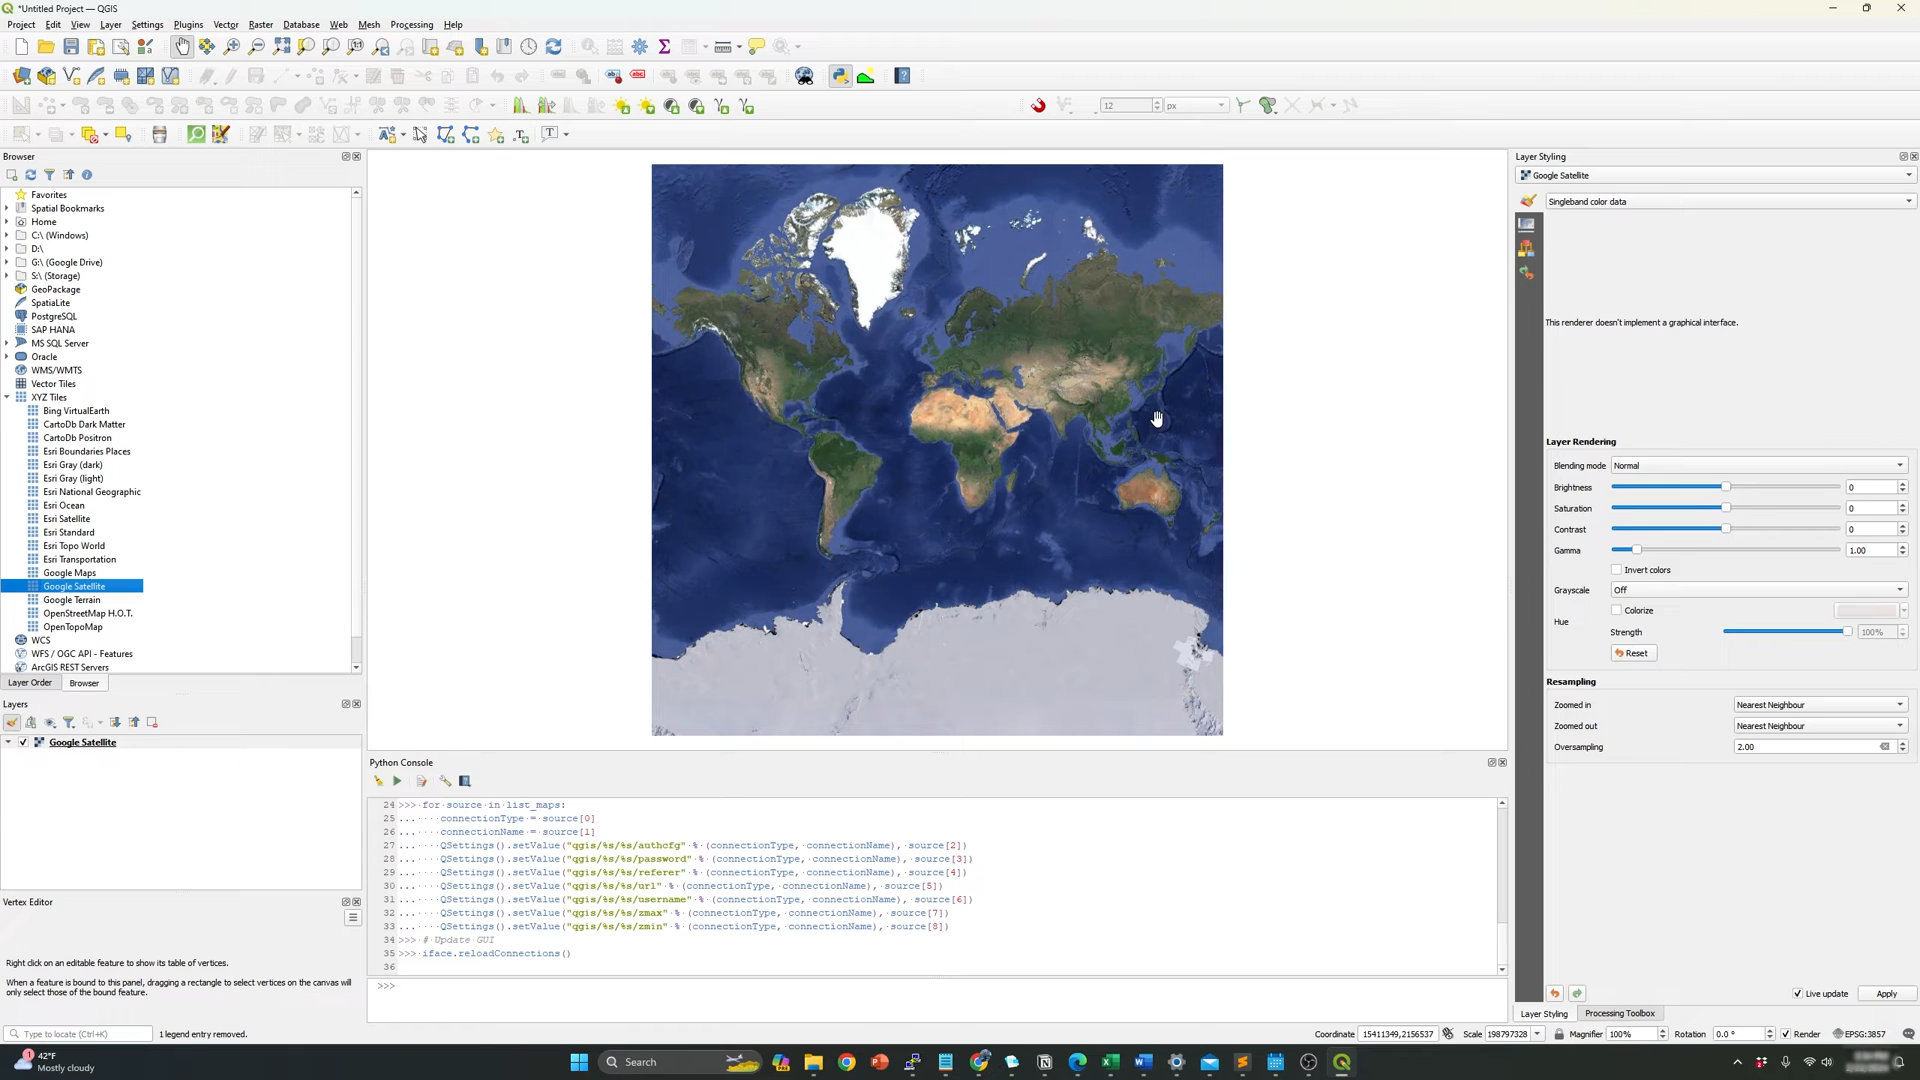 *Untitled Project — QGIS
Project Edit View Layer Settings Plugins Vector Raster Database Web Mesh Processing Help
12 px
Browser
Favorites
Spatial Bookmarks
Home
C:\ (Windows)
D:\
G:\ (Google Drive)
S:\ (Storage)
GeoPackage
SpatiaLite
PostgreSQL
SAP HANA
MS SQL Server
Oracle
WMS/WMTS
Vector Tiles
XYZ Tiles
Bing VirtualEarth
CartoDb Dark Matter
CartoDb Positron
Esri Boundaries Places
Esri Gray (dark)
Esri Gray (light)
Esri National Geographic
Esri Ocean
Esri Satellite
Esri Standard
Esri Topo World
Esri Transportation
Google Maps
Google Satellite
Google Terrain
OpenStreetMap H.O.T.
OpenTopoMap
WCS
WFS / OGC API - Features
ArcGIS REST Servers
Layer Order Browser
Layers
Google Satellite
Vertex Editor
Right click on an editable feature to show its table of vertices.
When a feature is bound to this panel, dragging a rectangle to select vertices on the canvas will
only select those of the bound feature.
Python Console
24 >>> for source in list_maps:
25 ... connectionType = source[0]
26 ... connectionName = source[1]
27 ... QSettings().setValue("qgis/%s/%s/authcfg" % (connectionType, connectionName), source[2])
28 ... QSettings().setValue("qgis/%s/%s/password" % (connectionType, connectionName), source[3])
29 ... QSettings().setValue("qgis/%s/%s/referer" % (connectionType, connectionName), source[4])
30 ... QSettings().setValue("qgis/%s/%s/url" % (connectionType, connectionName), source[5])
31 ... QSettings().setValue("qgis/%s/%s/username" % (connectionType, connectionName), source[6])
32 ... QSettings().setValue("qgis/%s/%s/zmax" % (connectionType, connectionName), source[7])
33 ... QSettings().setValue("qgis/%s/%s/zmin" % (connectionType, connectionName), source[8])
34 >>> # Update GUI
35 >>> iface.reloadConnections()
36
>>>
Layer Styling
Google Satellite
Singleband color data
This renderer doesn't implement a graphical interface.
Layer Rendering
Blending mode Normal
Brightness 0
Saturation 0
Contrast 0
Gamma 1.00
Invert colors
Grayscale Off
Hue Colorize
Strength 100%
Reset
Resampling
Zoomed in Nearest Neighbour
Zoomed out Nearest Neighbour
Oversampling 2.00
Live update Apply
Layer Styling Processing Toolbox
Type to locate (Ctrl+K) 1 legend entry removed. Coordinate 15411349,2156537 Scale 198797328 Magnifier 100% Rotation 0.0 ° Render EPSG:3857
1 42°F
Mostly cloudy
Search